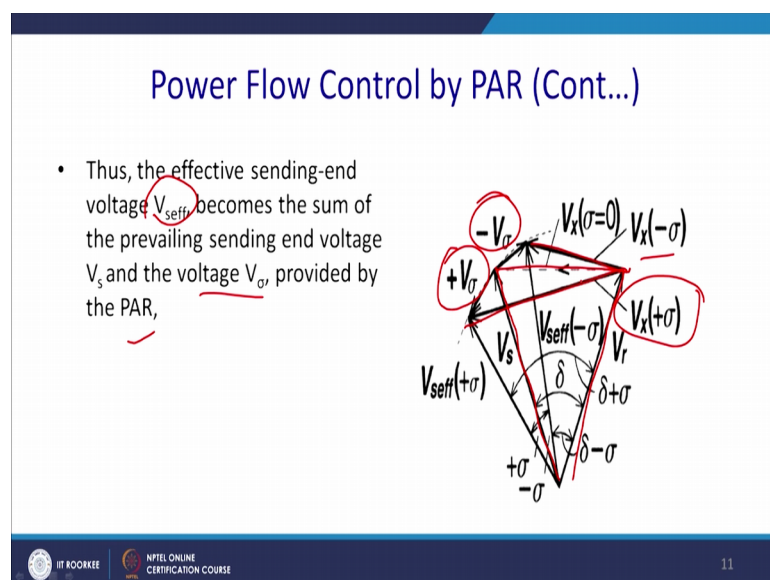 Power Flow Control by PAR (Cont...)
• Thus, the effective sending-end
voltage Vseff, becomes the sum of
the prevailing sending end voltage
Vs and the voltage Vσ, provided by
the PAR,
-Vσ
Vx(σ=0)
Vx(-σ)
+Vσ
Vx(+σ)
Vs
Vseff(-σ)
Vr
Vseff(+σ)
δ
δ+σ
δ-σ
+σ
-σ
IIT ROORKEE
NPTEL ONLINE
CERTIFICATION COURSE
11